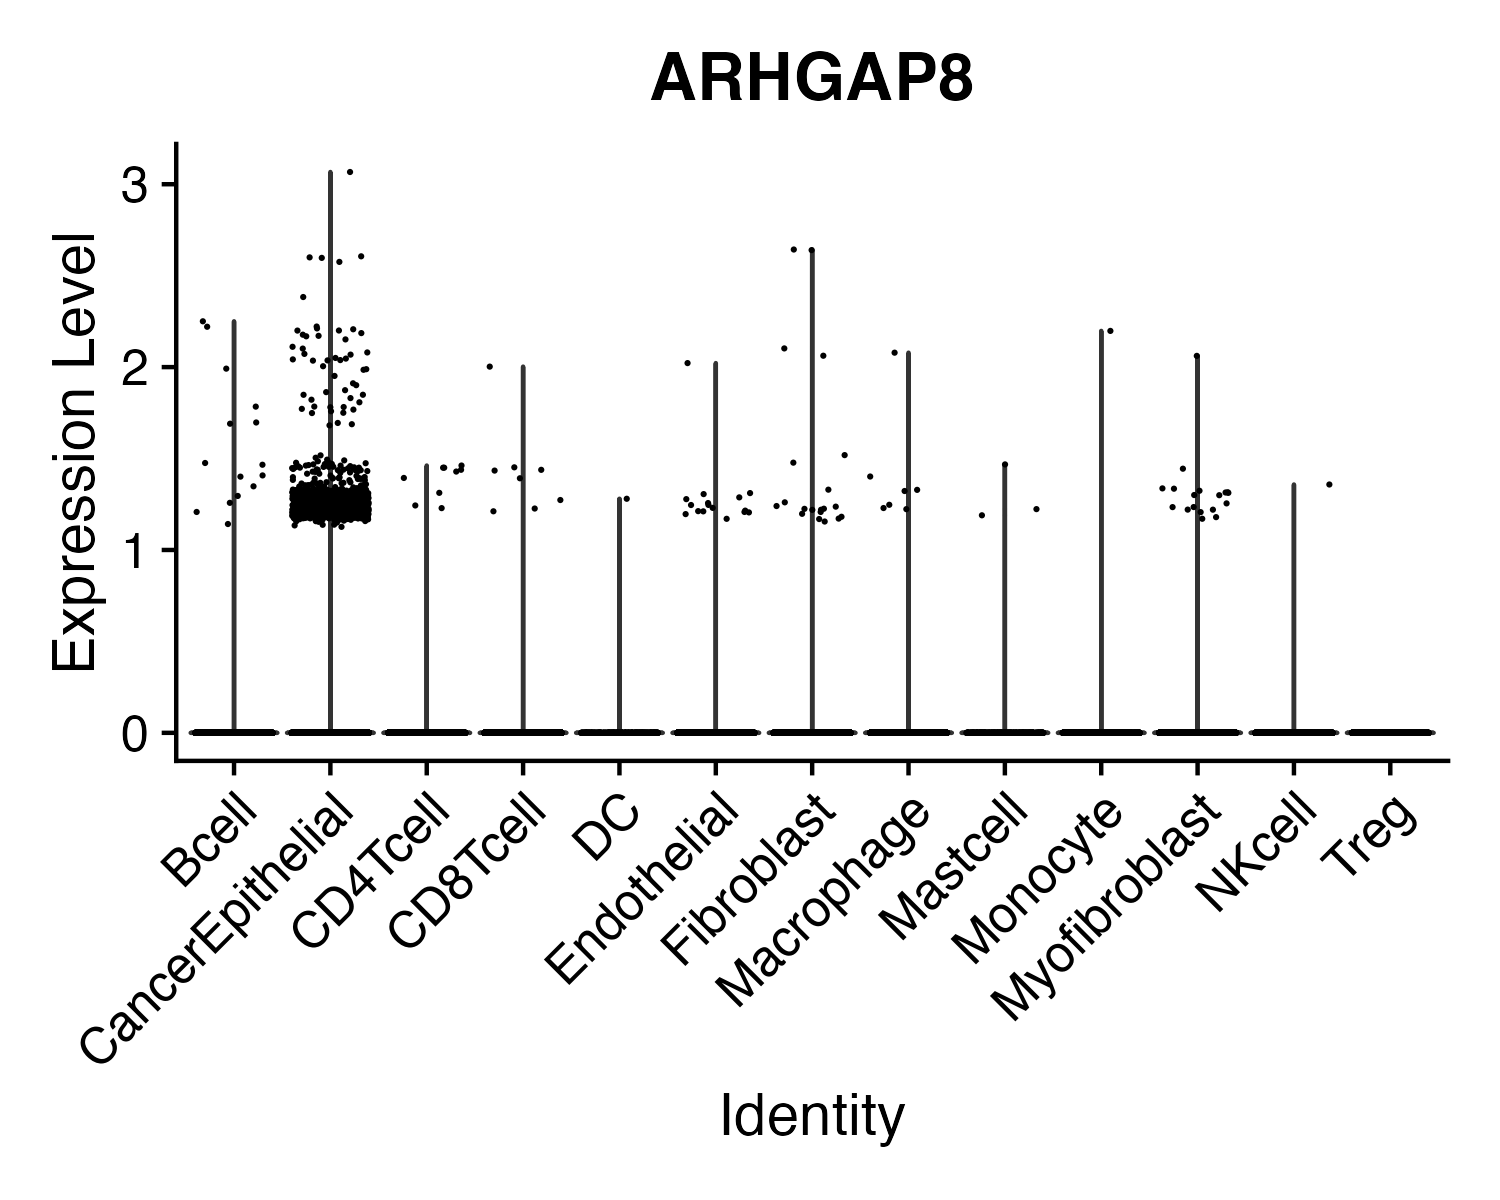 ARHGAP8
Expression Level
3
2
1
0
Bcell
CancerEpithelial
CD4Tcell
CD8Tcell
DC
Endothelial
Fibroblast
Macrophage
Mastcell
Monocyte
Myofibroblast
NKcell
Treg
Identity